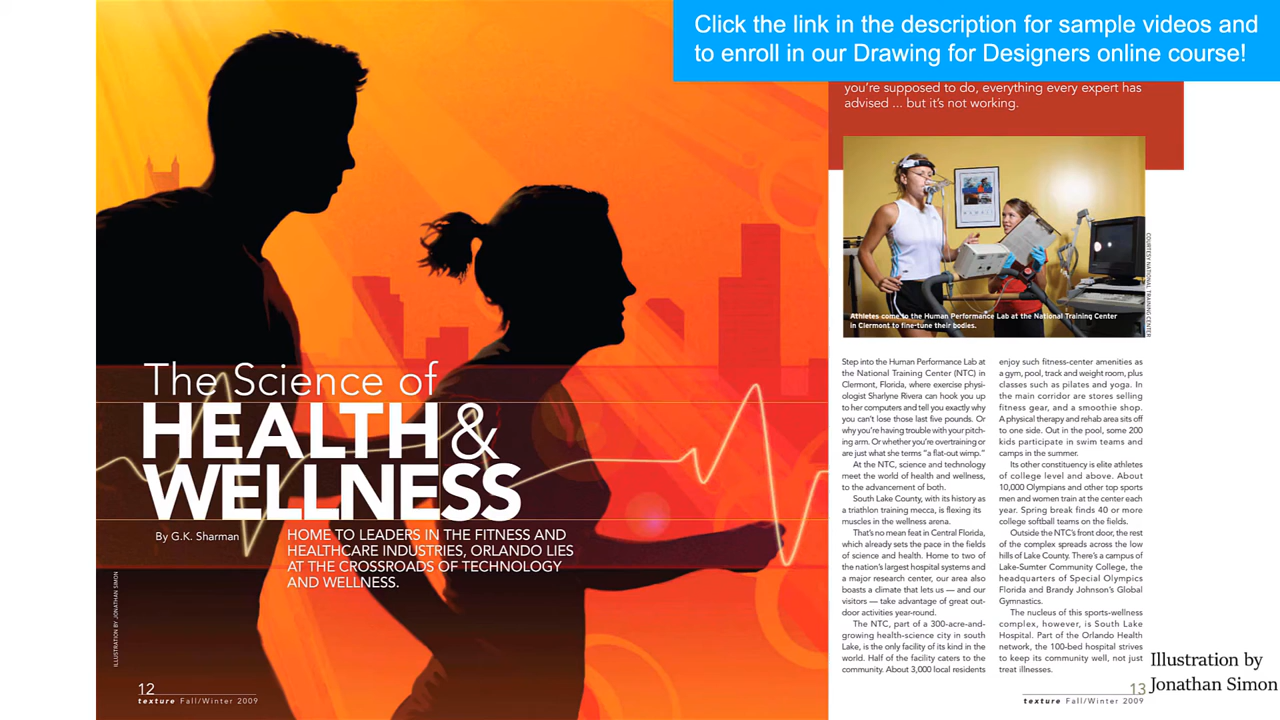 Click the link in the description for sample videos and
to enroll in our Drawing for Designers online course!
The Science of
HEALTH &
WELLNESS
By G.K. Sharman
HOME TO LEADERS IN THE FITNESS AND
HEALTHCARE INDUSTRIES, ORLANDO LIES
AT THE CROSSROADS OF TECHNOLOGY
AND WELLNESS.
ILLUSTRATION BY JONATHAN SIMON
12
texture Fall/Winter 2009
you're supposed to do, everything every expert has
advised ... but it's not working.
Athletes come to the Human Performance Lab at the National Training Center
in Clermont to fine-tune their bodies.
COURTESY NATIONAL TRAINING CENTER
Step into the Human Performance Lab at
the National Training Center (NTC) in
Clermont, Florida, where exercise physi-
ologist Sharlyne Rivera can hook you up
to her computers and tell you exactly why
you can't lose those last five pounds. Or
why you're having trouble with your pitch-
ing arm. Or whether you're overtraining or
are just what she terms "a flat-out wimp."
At the NTC, science and technology
meet the world of health and wellness,
to the advancement of both.
South Lake County, with its history as
a triathlon training mecca, is flexing its
muscles in the wellness arena.
That's no mean feat in Central Florida,
which already sets the pace in the fields
of science and health. Home to two of
the nation's largest hospital systems and
a major research center, our area also
boasts a climate that lets us — and our
visitors — take advantage of great out-
door activities year-round.
The NTC, part of a 300-acre-and-
growing health-science city in south
Lake, is the only facility of its kind in the
world. Half of the facility caters to the
community. About 3,000 local residents
enjoy such fitness-center amenities as
a gym, pool, track and weight room, plus
classes such as pilates and yoga. In
the main corridor are stores selling
fitness gear, and a smoothie shop.
A physical therapy and rehab area sits off
to one side. Out in the pool, some 200
kids participate in swim teams and
camps in the summer.
Its other constituency is elite athletes
of college level and above. About
10,000 Olympians and other top sports
men and women train at the center each
year. Spring break finds 40 or more
college softball teams on the fields.
Outside the NTC's front door, the rest
of the complex spreads across the low
hills of Lake County. There's a campus of
Lake-Sumter Community College, the
headquarters of Special Olympics
Florida and Brandy Johnson's Global
Gymnastics.
The nucleus of this sports-wellness
complex, however, is South Lake
Hospital. Part of the Orlando Health
network, the 100-bed hospital strives
to keep its community well, not just
treat illnesses.
13
texture Fall/Winter 2009
Illustration by
Jonathan Simon